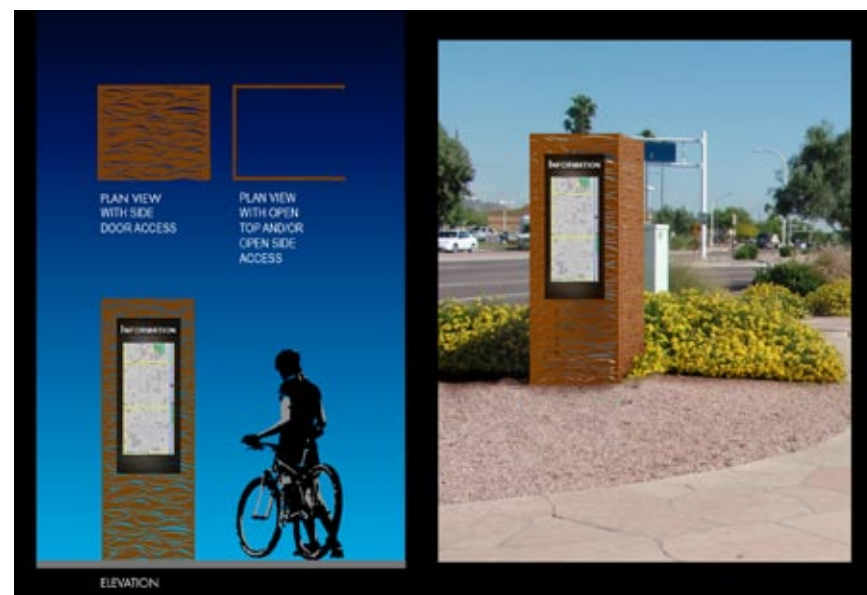 PLAN VIEW
WITH SIDE
DOOR ACCESS
PLAN VIEW
WITH OPEN
TOP AND/OR
OPEN SIDE
ACCESS
INFORMATION
ELEVATION
INFORMATION